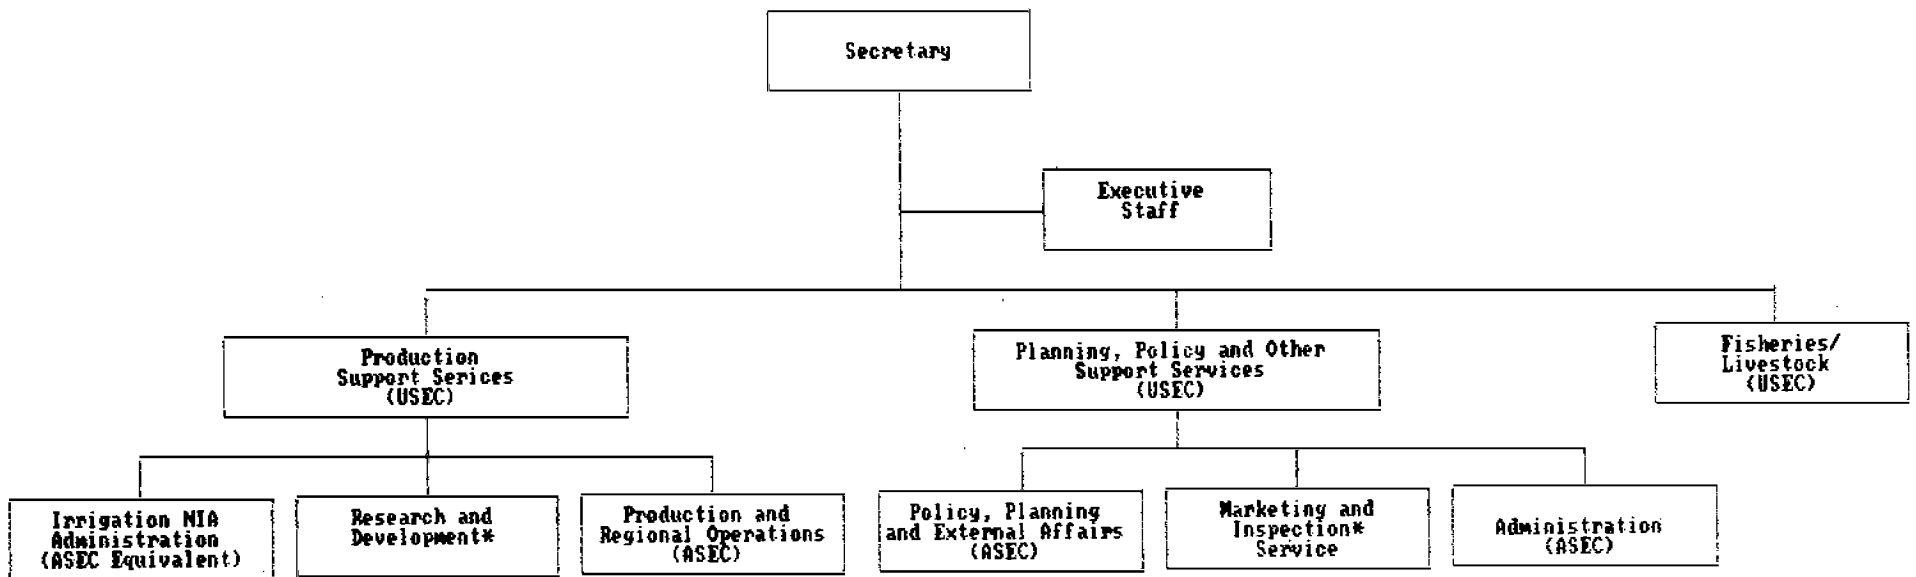 Secretary
Executive
Staff
Production
Support Serices
(USEC)
Planning, Policy and Other
Support Services
(USEC)
Fisheries/
Livestock
(USEC)
Irrigation NIA
Administration
(ASEC Equivalent)
Research and
Development*
Production and
Regional Operations
(ASEC)
Policy, Planning
and External Affairs
(ASEC)
Marketing and
Inspection*
Service
Administration
(ASEC)